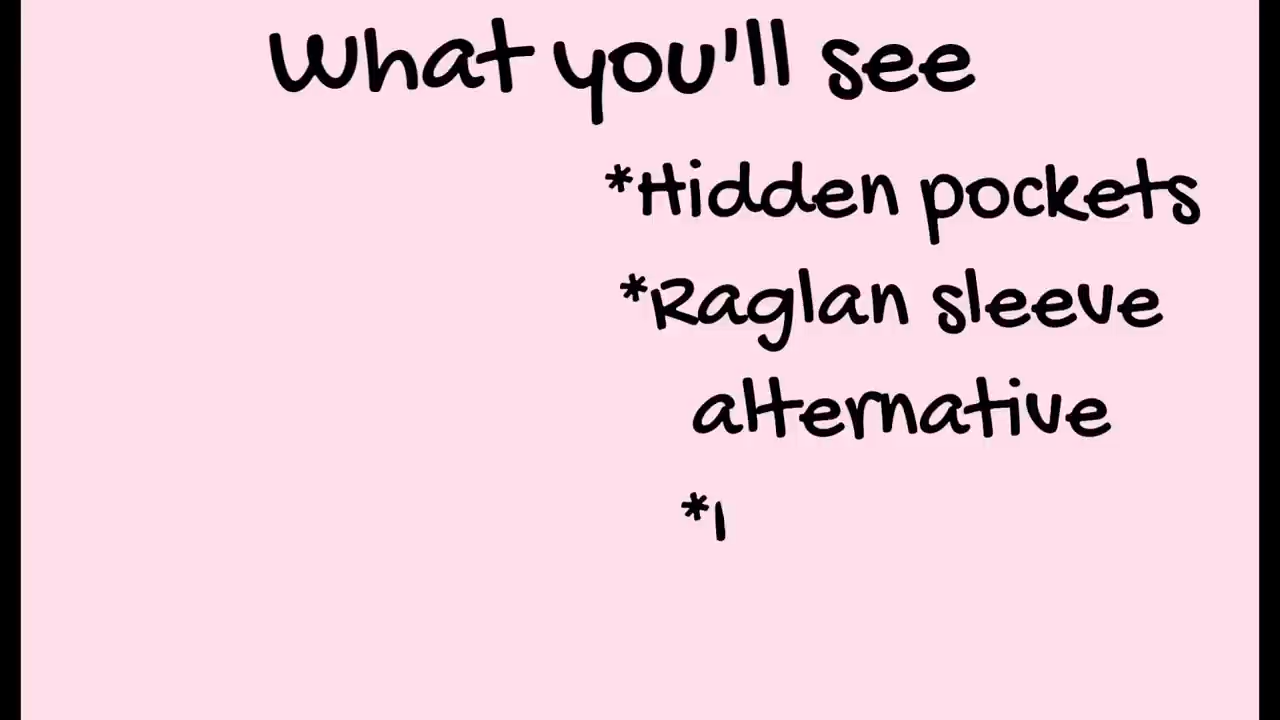 What you'll see
*Hidden pockets
*Raglan sleeve
alternative
*